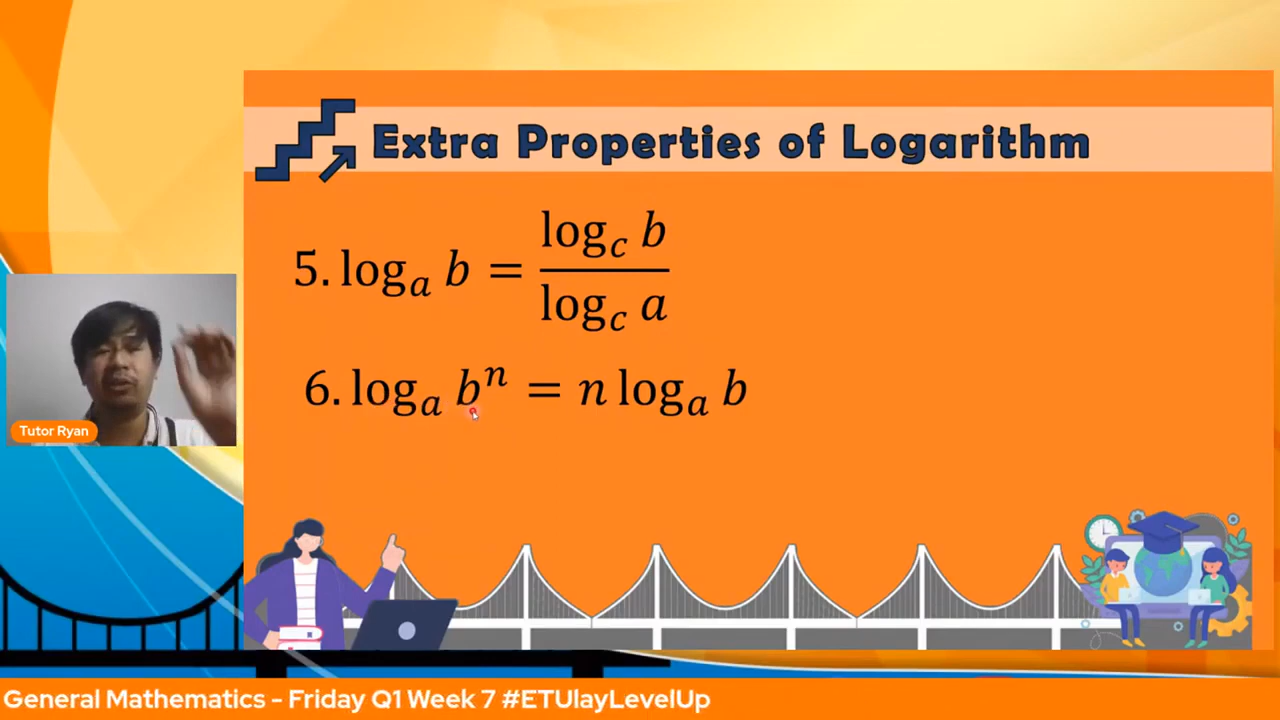 Extra Properties of Logarithm
5. log_a b = \frac{log_c b}{log_c a}
6. log_a b^n = n log_a b
Tutor Ryan
General Mathematics - Friday Q1 Week 7 #ETUlayLevelUp